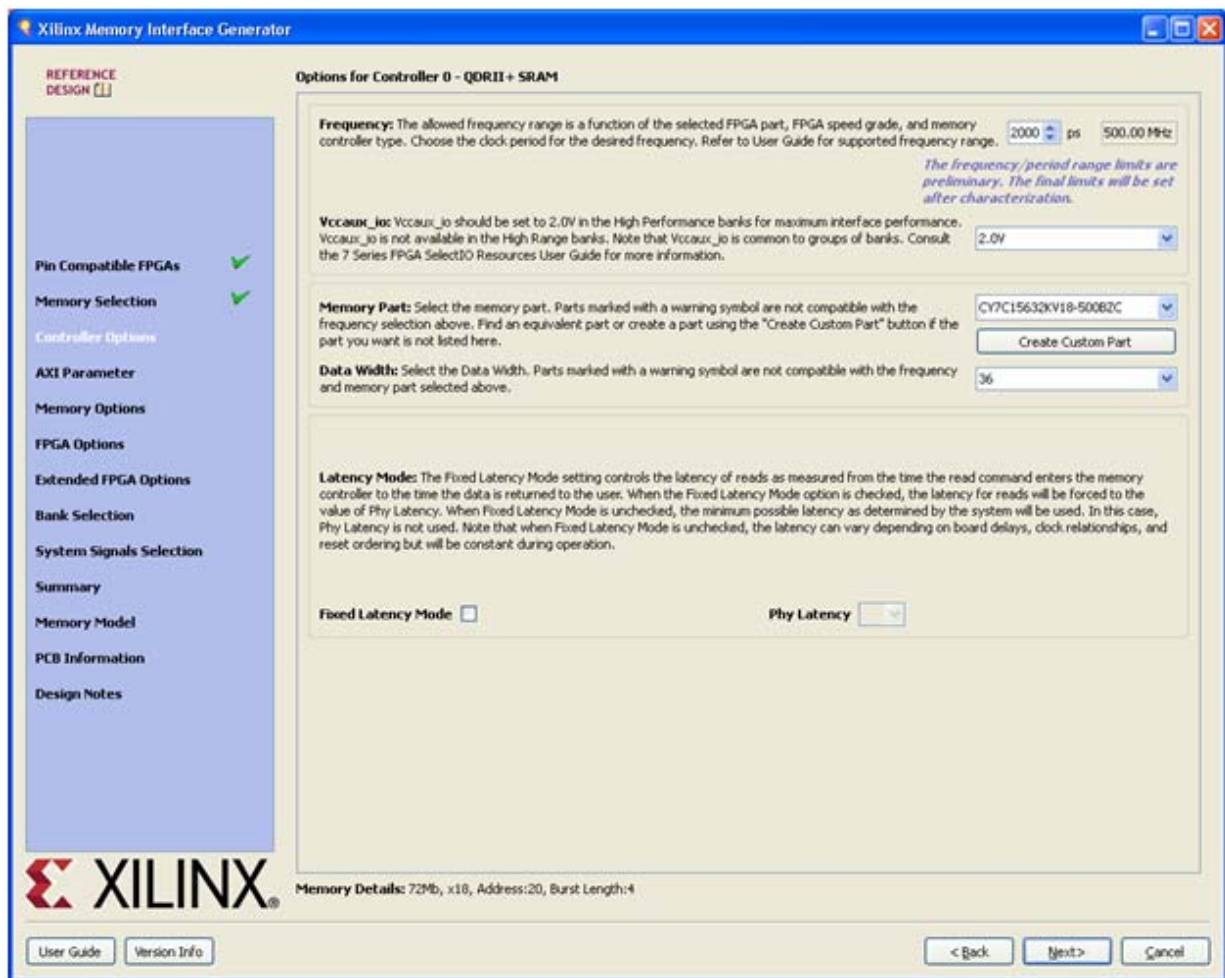 Xilinx Memory Interface Generator
REFERENCE
DESIGN
Pin Compatible FPGAs
Memory Selection
Controller Options
AXI Parameter
Memory Options
FPGA Options
Extended FPGA Options
Bank Selection
System Signals Selection
Summary
Memory Model
PCB Information
Design Notes
XILINX®
Options for Controller 0 - QDRII+ SRAM
Frequency: The allowed frequency range is a function of the selected FPGA part, FPGA speed grade, and memory
controller type. Choose the clock period for the desired frequency. Refer to User Guide for supported frequency range.
2000 ps 500.00 MHz
The frequency/period range limits are
preliminary. The final limits will be set
after characterization.
Vccaux_io: Vccaux_io should be set to 2.0V in the High Performance banks for maximum interface performance.
Vccaux_io is not available in the High Range banks. Note that Vccaux_io is common to groups of banks. Consult
the 7 Series FPGA SelectIO Resources User Guide for more information.
2.0V
Memory Part: Select the memory part. Parts marked with a warning symbol are not compatible with the
frequency selection above. Find an equivalent part or create a part using the "Create Custom Part" button if the
part you want is not listed here.
CY7C15632KV18-500BZC
Create Custom Part
Data Width: Select the Data Width. Parts marked with a warning symbol are not compatible with the frequency
and memory part selected above.
36
Latency Mode: The Fixed Latency Mode setting controls the latency of reads as measured from the time the read command enters the memory
controller to the time the data is returned to the user. When the Fixed Latency Mode option is checked, the latency for reads will be forced to the
value of Phy Latency. When Fixed Latency Mode is unchecked, the minimum possible latency as determined by the system will be used. In this case,
Phy Latency is not used. Note that when Fixed Latency Mode is unchecked, the latency can vary depending on board delays, clock relationships, and
reset ordering but will be constant during operation.
Fixed Latency Mode
Phy Latency
Memory Details: 72Mb, x18, Address:20, Burst Length:4
User Guide
Version Info
< Back
Next>
Cancel